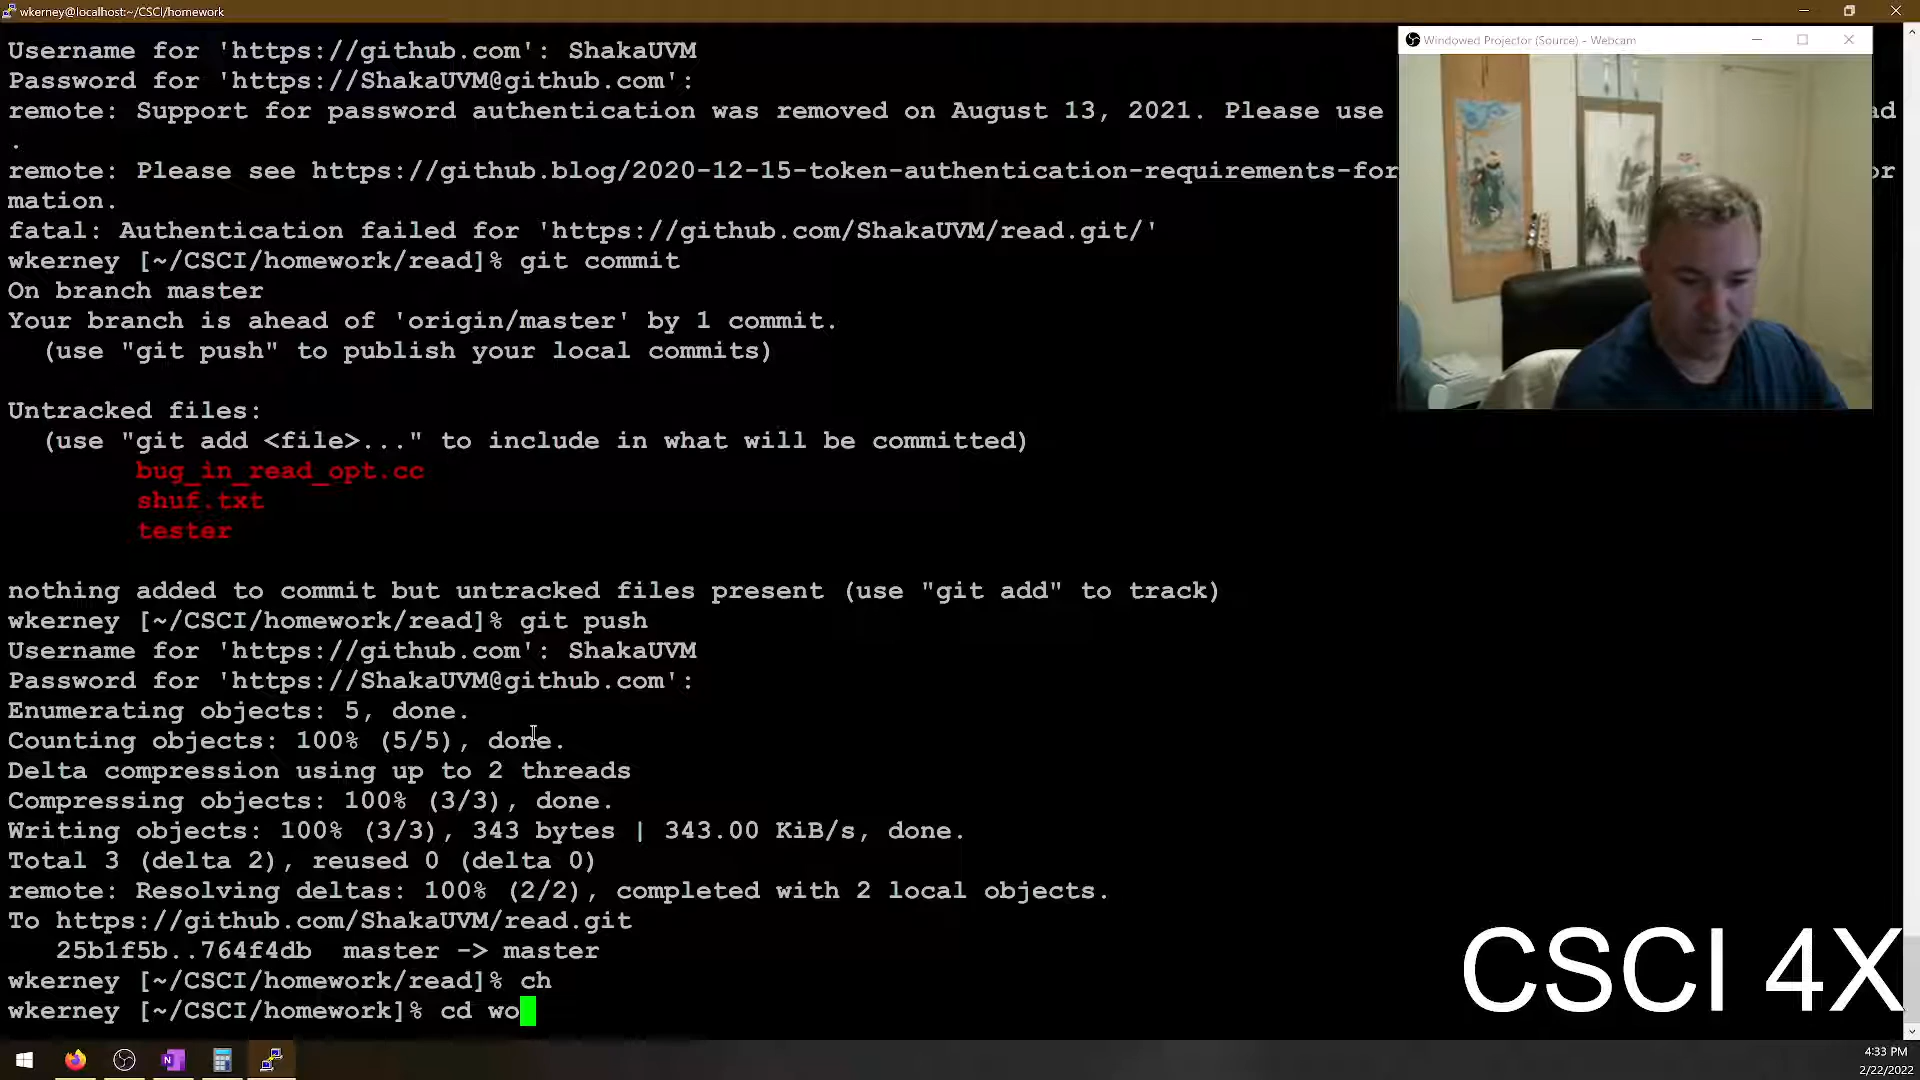 wkerney@localhost:~/CSCI/homework
Username for 'https://github.com': ShakaUVM
Windowed Projector (Source) - Webcam
Password for 'https://ShakaUVM@github.com':
remote: Support for password authentication was removed on August 13, 2021. Please use ad
.
remote: Please see https://github.blog/2020-12-15-token-authentication-requirements-for or
mation.
fatal: Authentication failed for 'https://github.com/ShakaUVM/read.git/'
wkerney [~/CSCI/homework/read]% git commit
On branch master
Your branch is ahead of 'origin/master' by 1 commit.
(use "git push" to publish your local commits)
Untracked files:
(use "git add <file>..." to include in what will be committed)
bug_in_read_opt.cc
shuf.txt
tester
nothing added to commit but untracked files present (use "git add" to track)
wkerney [~/CSCI/homework/read]% git push
Username for 'https://github.com': ShakaUVM
Password for 'https://ShakaUVM@github.com':
Enumerating objects: 5, done.
Counting objects: 100% (5/5), done.
Delta compression using up to 2 threads
Compressing objects: 100% (3/3), done.
Writing objects: 100% (3/3), 343 bytes | 343.00 KiB/s, done.
Total 3 (delta 2), reused 0 (delta 0)
remote: Resolving deltas: 100% (2/2), completed with 2 local objects.
To https://github.com/ShakaUVM/read.git
25b1f5b..764f4db master -> master
wkerney [~/CSCI/homework/read]% ch
wkerney [~/CSCI/homework]% cd wo
CSCI 4X
4:33 PM
2/22/2022